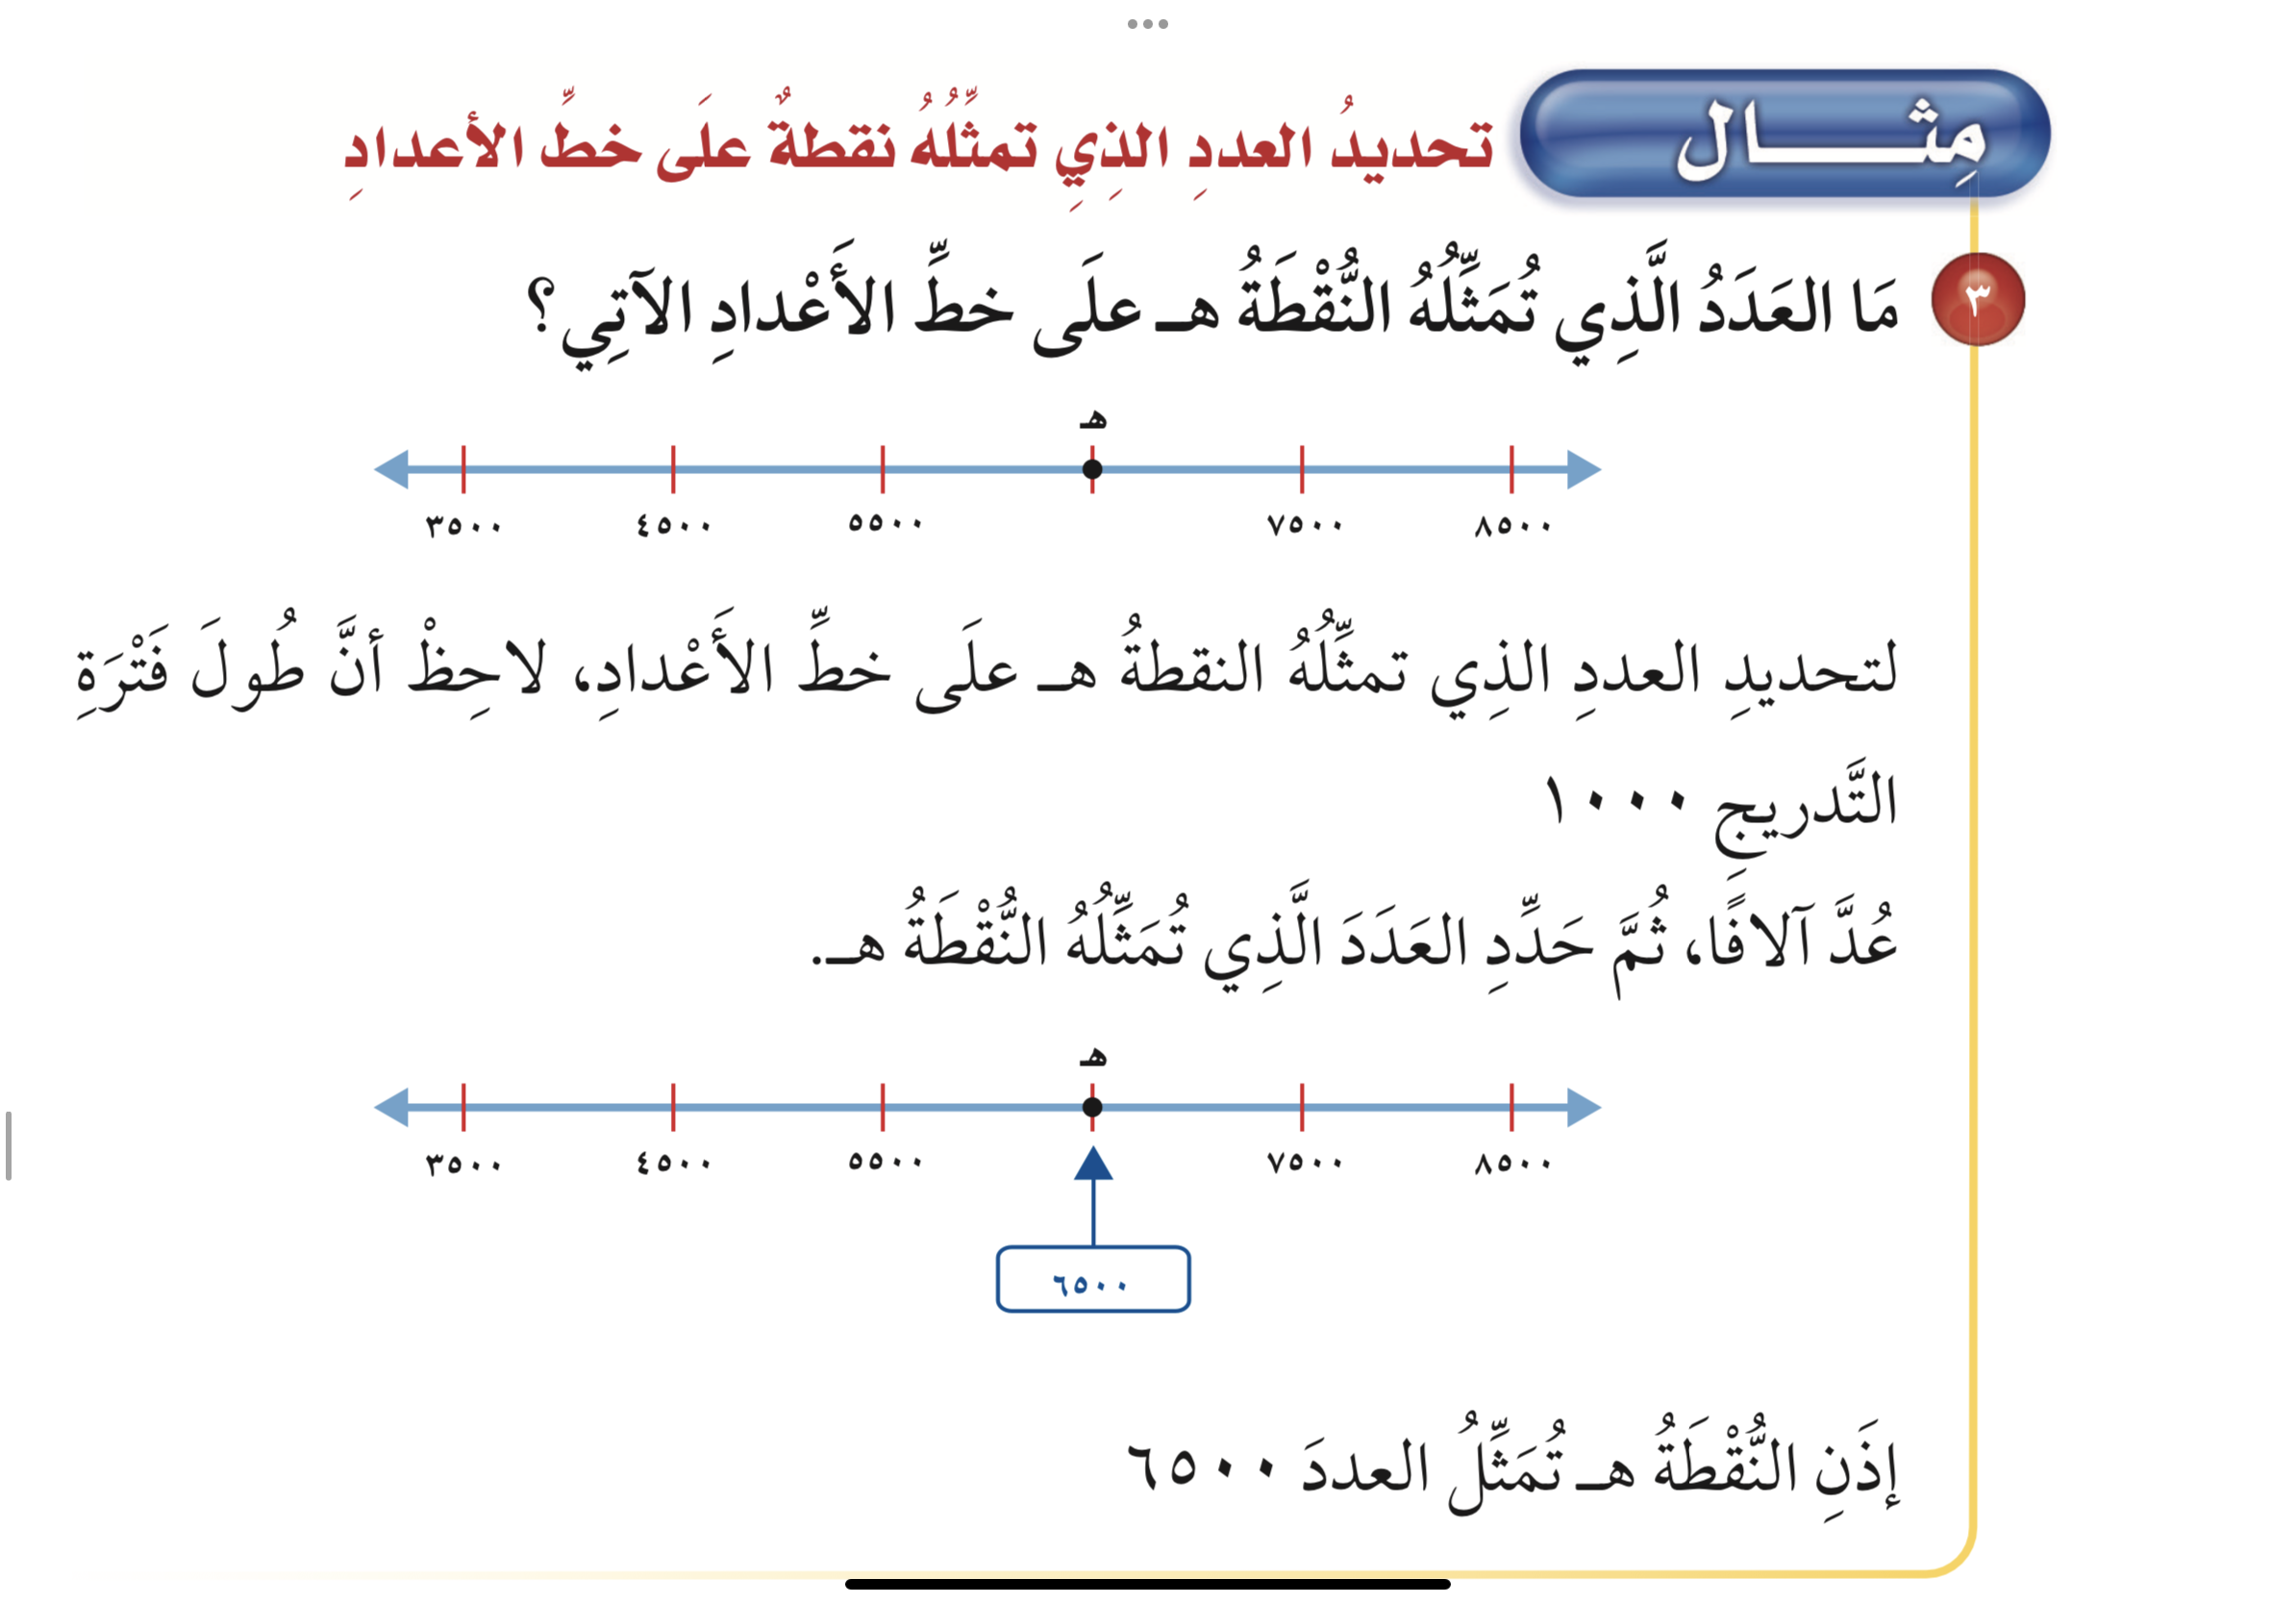 مِثـــال
تحديدُ العددِ الذِي تمثِّلُهُ نقطةٌ علَى خطِّ الأعدادِ
٣
مَا العَدَدُ الَّذِي تُمَثِّلُهُ النُّقْطَةُ هـ علَى خطِّ الأَعْدادِ الآتِي؟
هـ
٣٥٠٠ ٤٥٠٠ ٥٥٠٠ ٧٥٠٠ ٨٥٠٠
لتحديدِ العددِ الذِي تمثِّلُهُ النقطةُ هـ علَى خطِّ الأَعْدادِ، لاحِظْ أنَّ طُولَ فَتْرَةِ
التَّدريجِ ١٠٠٠
عُدَّ آلافًا، ثُمَّ حَدِّدِ العَدَدَ الَّذِي تُمَثِّلُهُ النُّقْطَةُ هـ.
هـ
٣٥٠٠ ٤٥٠٠ ٥٥٠٠ ٧٥٠٠ ٨٥٠٠
٦٥٠٠
إذَنِ النُّقْطَةُ هـ تُمَثِّلُ العددَ ٦٥٠٠